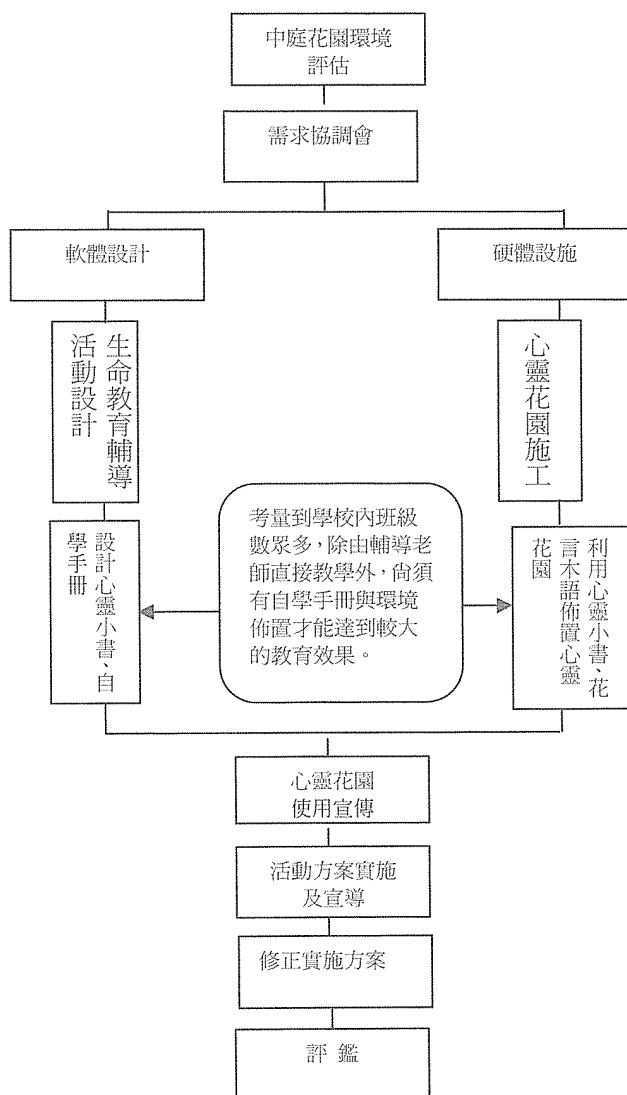 中庭花園環境
評估
需求協調會
軟體設計
硬體設施
生命教育輔導
活動設計
心靈花園施工
考量到學校內班級
數眾多，除由輔導老
師直接教學外，尚須
有自學手冊與環境
佈置才能達到較大
的教育效果。
設計心靈小書、自
學手冊
利用心靈小書、花
言木語佈置心靈
花園
心靈花園
使用宣傳
活動方案實施
及宣導
修正實施方案
評 鑑